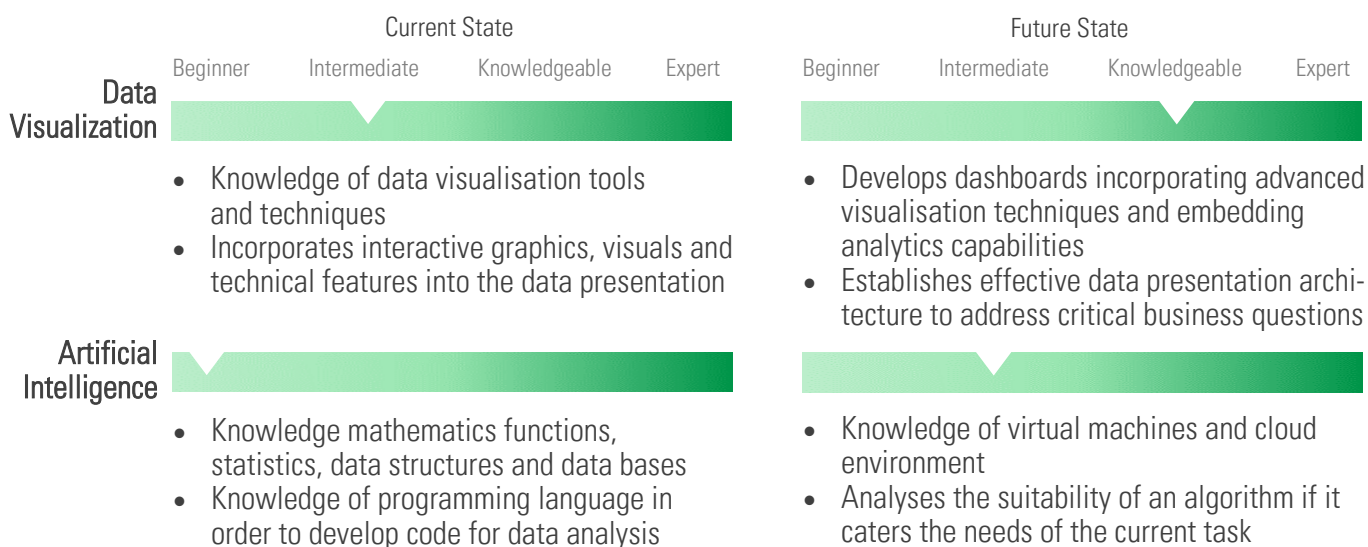 Current State
Future State
Beginner Intermediate Knowledgeable Expert
Beginner Intermediate Knowledgeable Expert
Data
Visualization
• Knowledge of data visualisation tools
and techniques
• Incorporates interactive graphics, visuals and
technical features into the data presentation
• Develops dashboards incorporating advanced
visualisation techniques and embedding
analytics capabilities
• Establishes effective data presentation archi-
tecture to address critical business questions
Artificial
Intelligence
• Knowledge mathematics functions,
statistics, data structures and data bases
• Knowledge of programming language in
order to develop code for data analysis
• Knowledge of virtual machines and cloud
environment
• Analyses the suitability of an algorithm if it
caters the needs of the current task